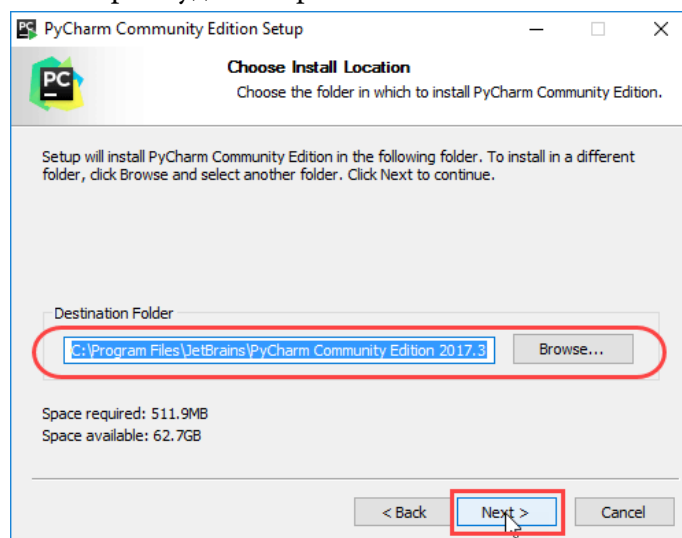 PyCharm Community Edition Setup
PC
Choose Install Location
Choose the folder in which to install PyCharm Community Edition.
Setup will install PyCharm Community Edition in the following folder. To install in a different
folder, click Browse and select another folder. Click Next to continue.
Destination Folder
C:\Program Files\JetBrains\PyCharm Community Edition 2017.3
Browse...
Space required: 511.9MB
Space available: 62.7GB
< Back
Next >
Cancel